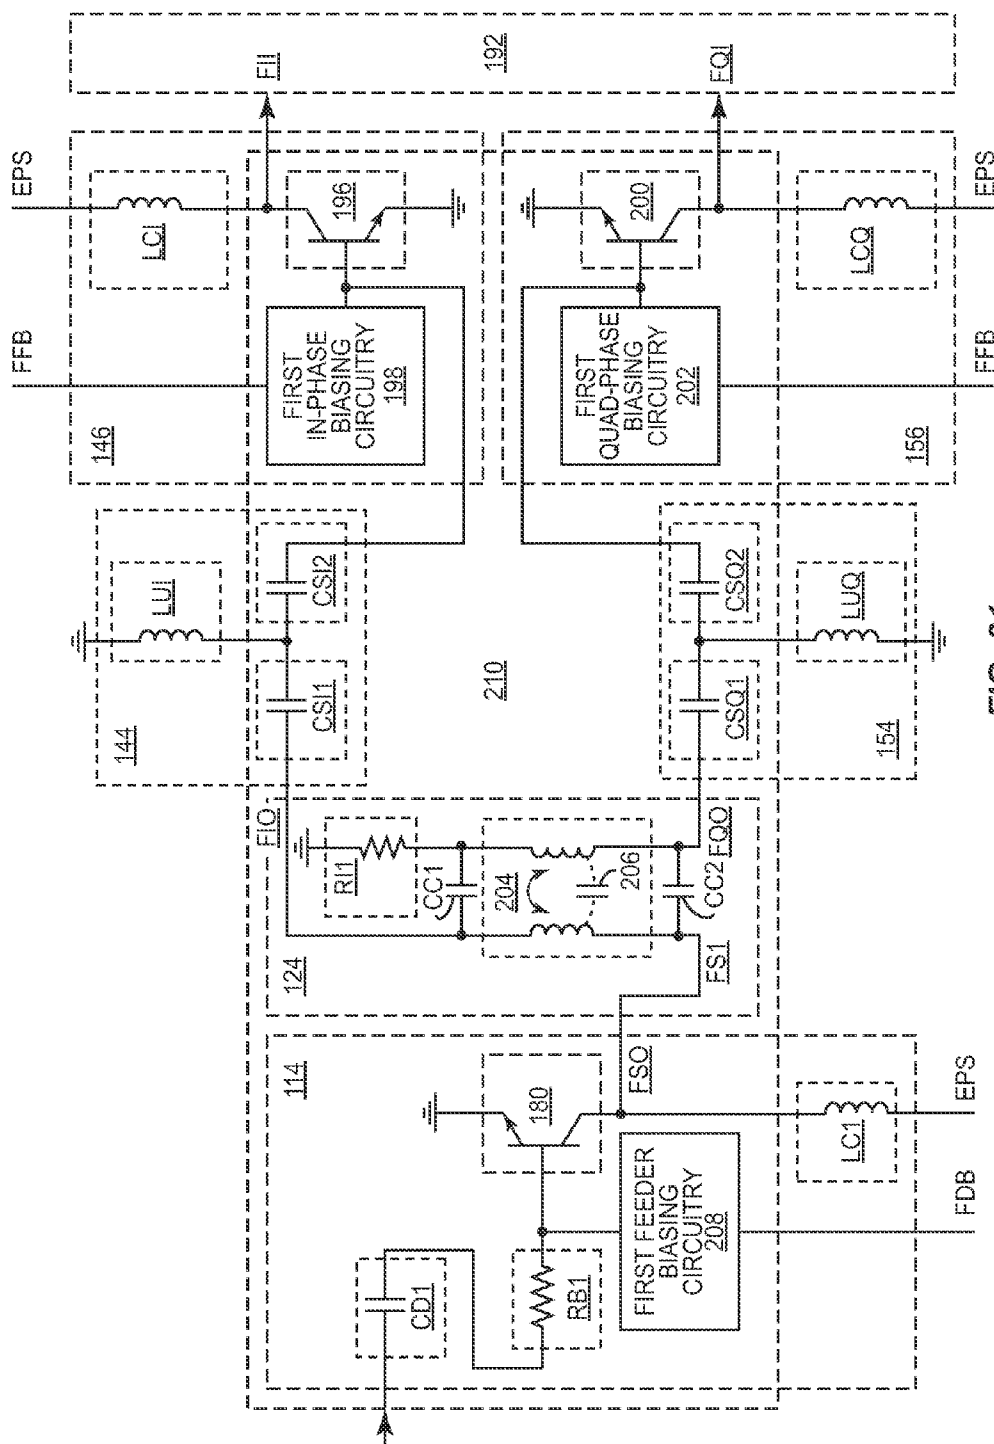 192
FII
FQI
EPS
FFB
146
LCI
196
FIRST
IN-PHASE
BIASING
CIRCUITRY
198
200
FIRST
QUAD-PHASE
BIASING
CIRCUITRY
202
LCQ
156
EPS
FFB
144
LUI
CSI2
CSI1
210
CSQ2
CSQ1
LUQ
154
FIO
RI1
CC1
204
206
CC2
FQO
124
FS1
114
FSO
180
FIRST FEEDER
BIASING
CIRCUITRY
208
CD1
RB1
LC1
EPS
FDB